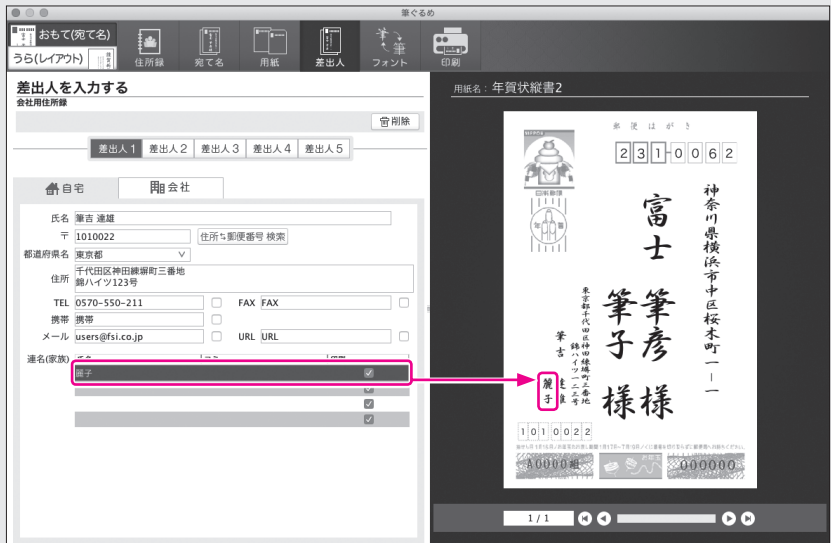 筆ぐるめ
おもて(宛て名)
うら(レイアウト)
住所録
宛て名
用紙
差出人
フォント
印刷
差出人を入力する
会社用住所録
削除
差出人1
差出人2
差出人3
差出人4
差出人5
自宅
会社
氏名 筆吉 達雄
〒 1010022 住所⇆郵便番号 検索
都道府県名 東京都
住所 千代田区神田練塀町三番地
錦ハイツ123号
TEL 0570-550-211 FAX FAX
携帯 携帯
メール users@fsi.co.jp URL URL
連名(家族)
麗子
用紙名: 年賀状縦書2
郵便はがき
231-0062
神奈川県横浜市中区桜木町一-一
富士 筆彦 様
筆子 様
東京都千代田区神田練塀町三番地
錦ハイツ一二三号
筆吉 達雄
麗子
1010022
A0000組
000000
1 / 1